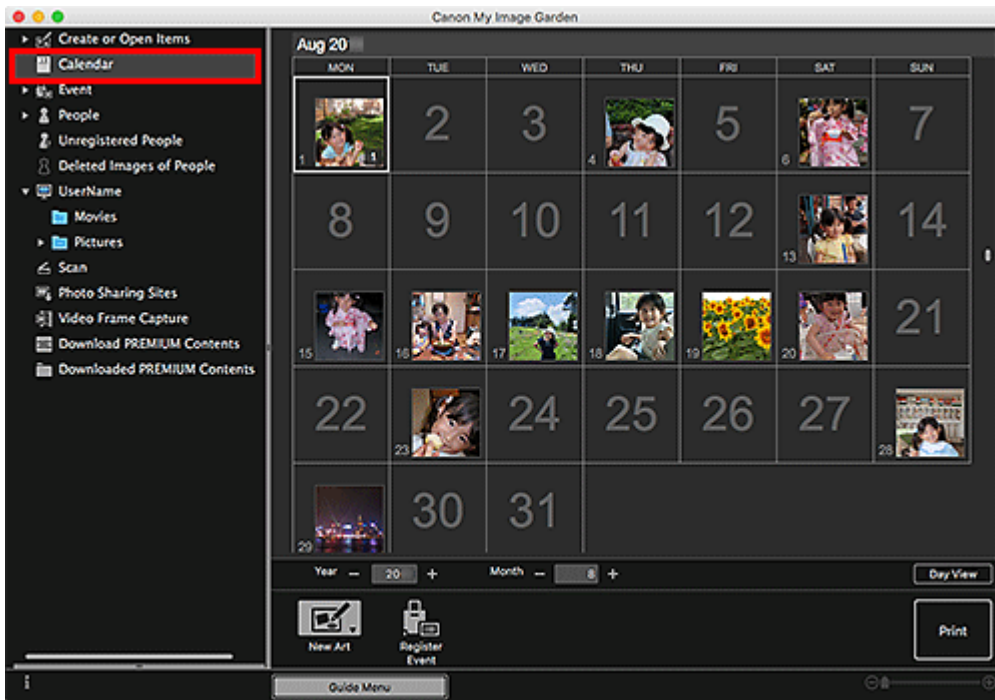 Canon My Image Garden
Create or Open Items
Calendar
Event
People
Unregistered People
Deleted Images of People
UserName
Movies
Pictures
Scan
Photo Sharing Sites
Video Frame Capture
Download PREMIUM Contents
Downloaded PREMIUM Contents
Aug 20
MON TUE WED THU FRI SAT SUN
1 1 2 3 4 5 6 7
8 9 10 11 12 13 14
15 16 17 18 19 20 21
22 23 24 25 26 27 28
29 30 31
Year − 20 + Month − 8 + Day View
New Art
Register
Event
Print
Guide Menu